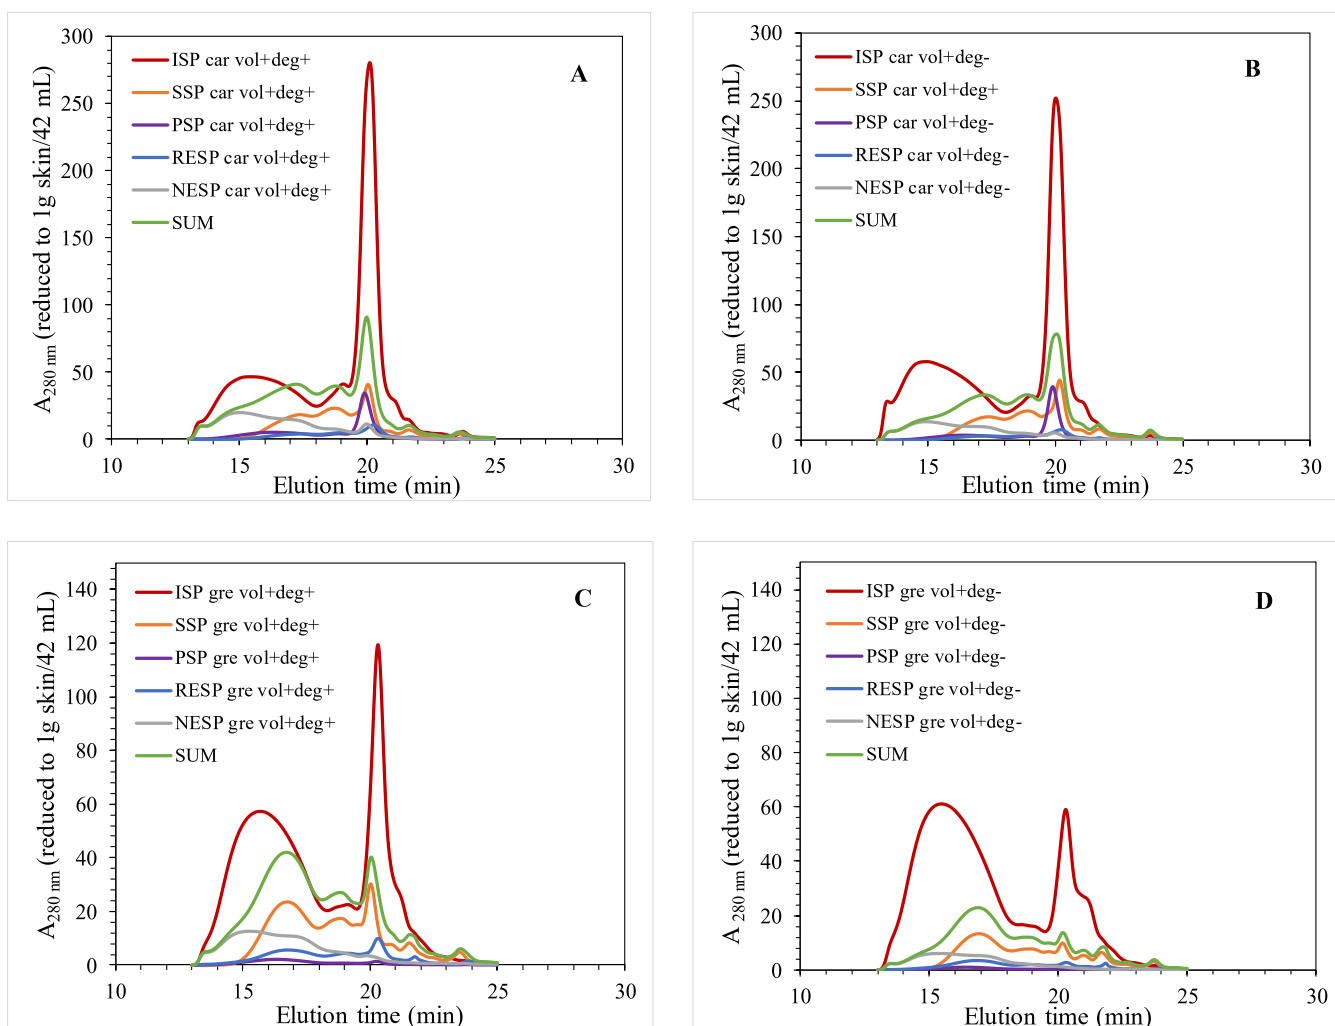 A
A280 nm (reduced to 1g skin/42 mL)
300
250
200
150
100
50
0
ISP car vol+deg+
SSP car vol+deg+
PSP car vol+deg+
RESP car vol+deg+
NESP car vol+deg+
SUM
10 15 20 25 30
Elution time (min)
B
A280 nm (reduced to 1g skin/42 mL)
300
250
200
150
100
50
0
ISP car vol+deg-
SSP car vol+deg+
PSP car vol+deg-
RESP car vol+deg-
NESP car vol+deg-
SUM
10 15 20 25 30
Elution time (min)
C
A280 nm (reduced to 1g skin/42 mL)
140
120
100
80
60
40
20
0
ISP gre vol+deg+
SSP gre vol+deg+
PSP gre vol+deg+
RESP gre vol+deg+
NESP gre vol+deg+
SUM
10 15 20 25 30
Elution time (min)
D
A 280 nm (reduced to 1g skin/42 mL)
140
120
100
80
60
40
20
0
ISP gre vol+deg-
SSP gre vol+deg-
PSP gre vol+deg-
RESP gre vol+deg-
NESP gre vol+deg-
SUM
10 15 20 25 30
Elution time (min)